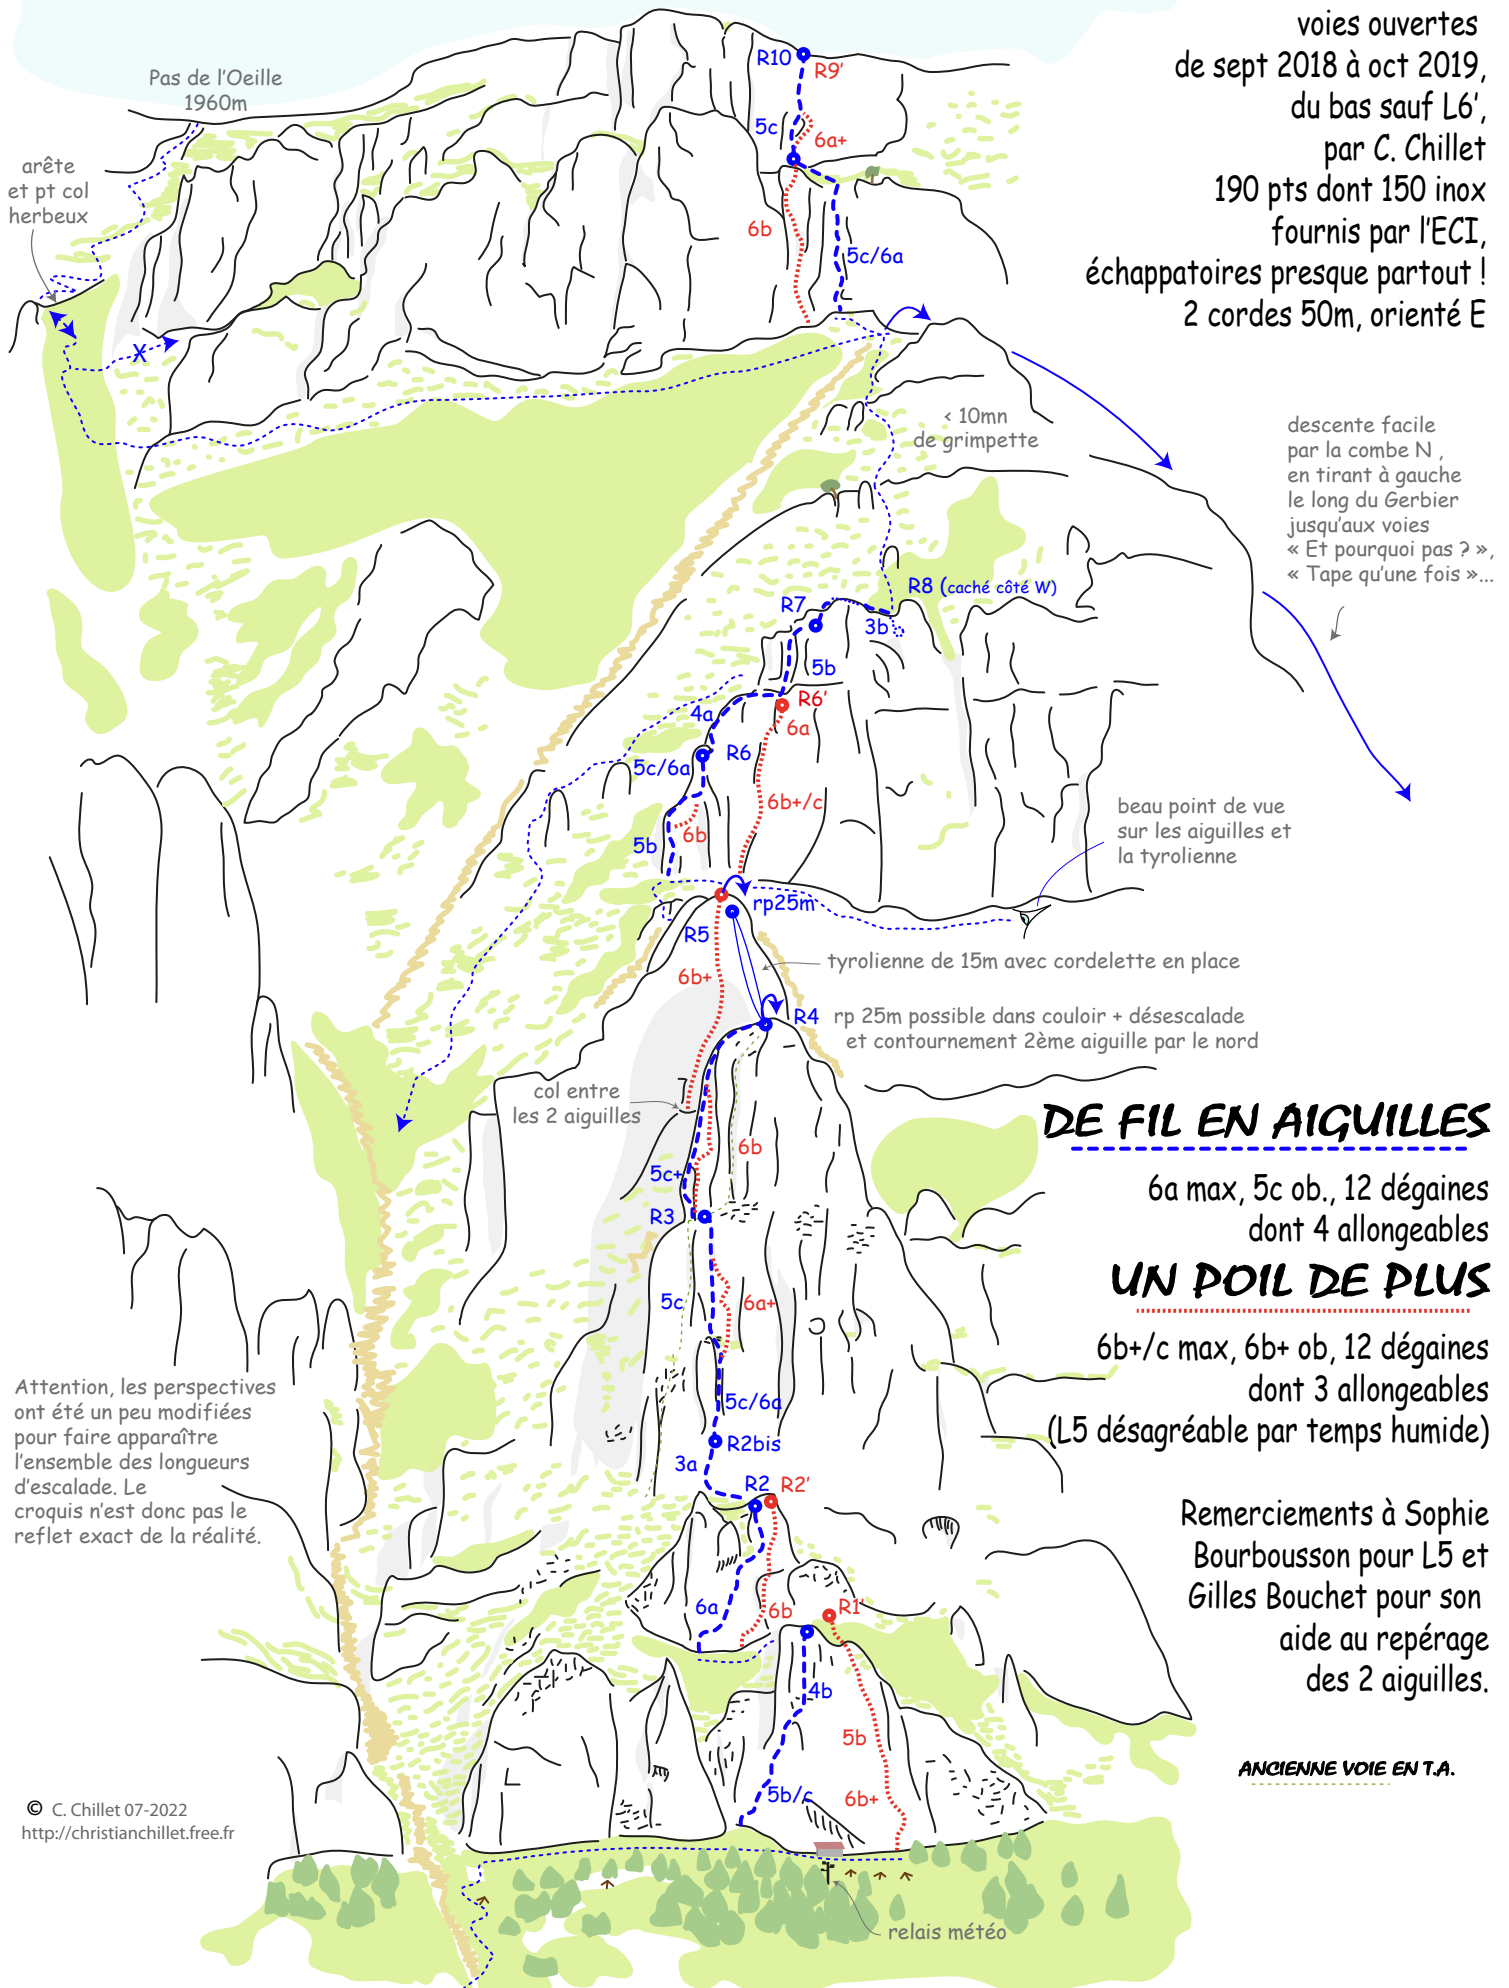 voies ouvertes
de sept 2018 à oct 2019,
du bas sauf L6’,
par C. Chillet
190 pts dont 150 inox
fournis par l’ECI,
échappatoires presque partout !
2 cordes 50m, orienté E
Pas de l’Oeille
1960m
arête
et pt col
herbeux
R10
R9’
5c
6a+
6b
5c/6a
X
< 10mn
de grimpette
descente facile
par la combe N ,
en tirant à gauche
le long du Gerbier
jusqu’aux voies
« Et pourquoi pas ? »,
« Tape qu’une fois »...
R8 (caché côté W)
R7
3b
5b
R6’
4a
6a
R6
5c/6a
6b+/c
6b
5b
beau point de vue
sur les aiguilles et
la tyrolienne
rp25m
R5
6b+
tyrolienne de 15m avec cordelette en place
R4
rp 25m possible dans couloir + désescalade
et contournement 2ème aiguille par le nord
col entre
les 2 aiguilles
6b
5c+
R3
5c
6a+
5c/6a
R2bis
3a
R2
R2’
6a
6b
R1’
4b
5b
5b/c
6b+
DE FIL EN AIGUILLES
6a max, 5c ob., 12 dégaines
dont 4 allongeables
UN POIL DE PLUS
6b+/c max, 6b+ ob, 12 dégaines
dont 3 allongeables
(L5 désagréable par temps humide)
Attention, les perspectives
ont été un peu modifiées
pour faire apparaître
l’ensemble des longueurs
d’escalade. Le
croquis n’est donc pas le
reflet exact de la réalité.
Remerciements à Sophie
Bourbousson pour L5 et
Gilles Bouchet pour son
aide au repérage
des 2 aiguilles.
ANCIENNE VOIE EN T.A.
© C. Chillet 07-2022
http://christianchillet.free.fr
relais météo